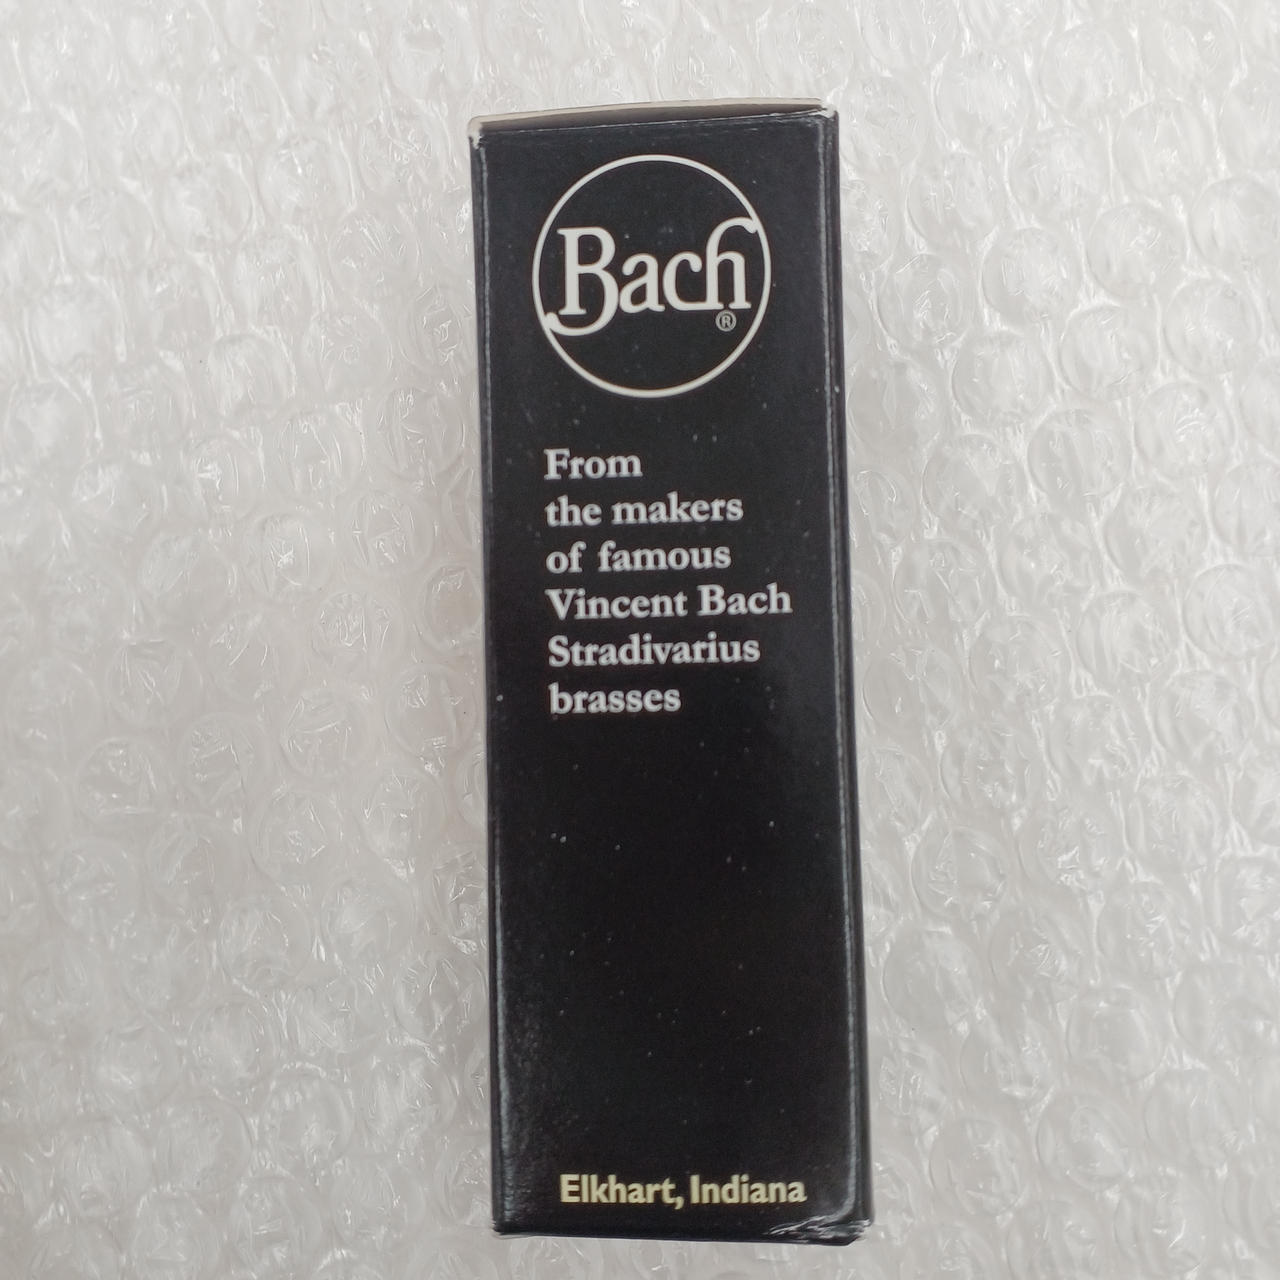 Bach®
From
the makers
of famous
Vincent Bach
Stradivarius
brasses
Elkhart, Indiana